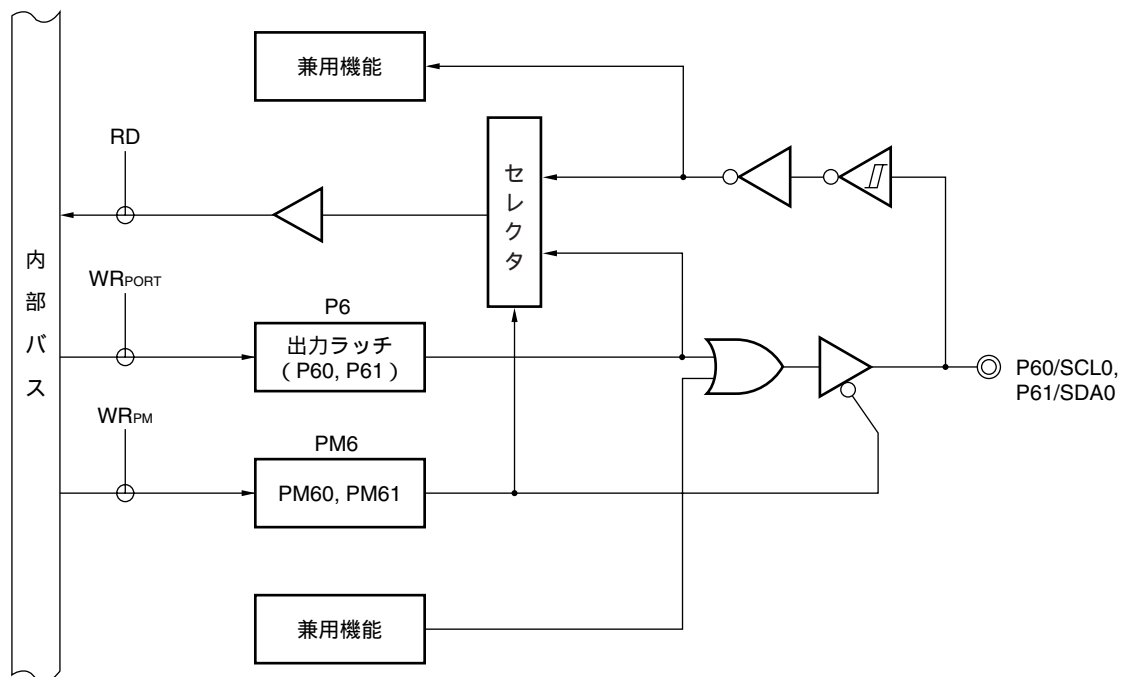 兼用機能
RD
セレクタ
内部バス
WRPORT
P6
出力ラッチ
（P60, P61）
P60/SCL0,
P61/SDA0
WRPM
PM6
PM60, PM61
兼用機能